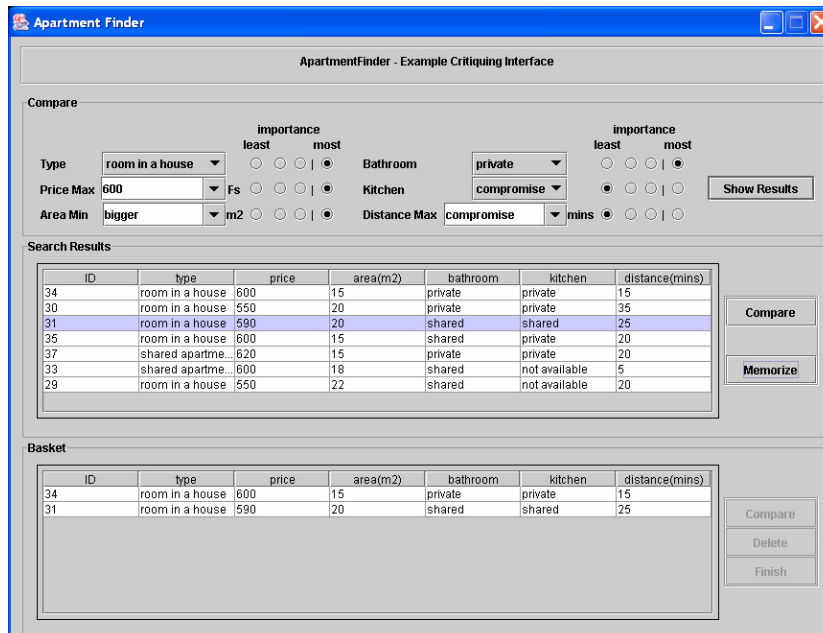 Apartment Finder
ApartmentFinder - Example Critiquing Interface
Compare
importance importance
least most least most
Type room in a house | Bathroom private |
Price Max 600 Fs | Kitchen compromise | Show Results
Area Min bigger m2 | Distance Max compromise mins |
Search Results
ID type price area(m2) bathroom kitchen distance(mins)
34 room in a house 600 15 private private 15
30 room in a house 550 20 private private 35
Compare
31 room in a house 590 20 shared shared 25
35 room in a house 600 15 shared private 20
37 shared apartme... 620 15 private private 20
33 shared apartme... 600 18 shared not available 5
Memorize
29 room in a house 550 22 shared not available 20
Basket
ID type price area(m2) bathroom kitchen distance(mins)
34 room in a house 600 15 private private 15
31 room in a house 590 20 shared shared 25
Compare
Delete
Finish